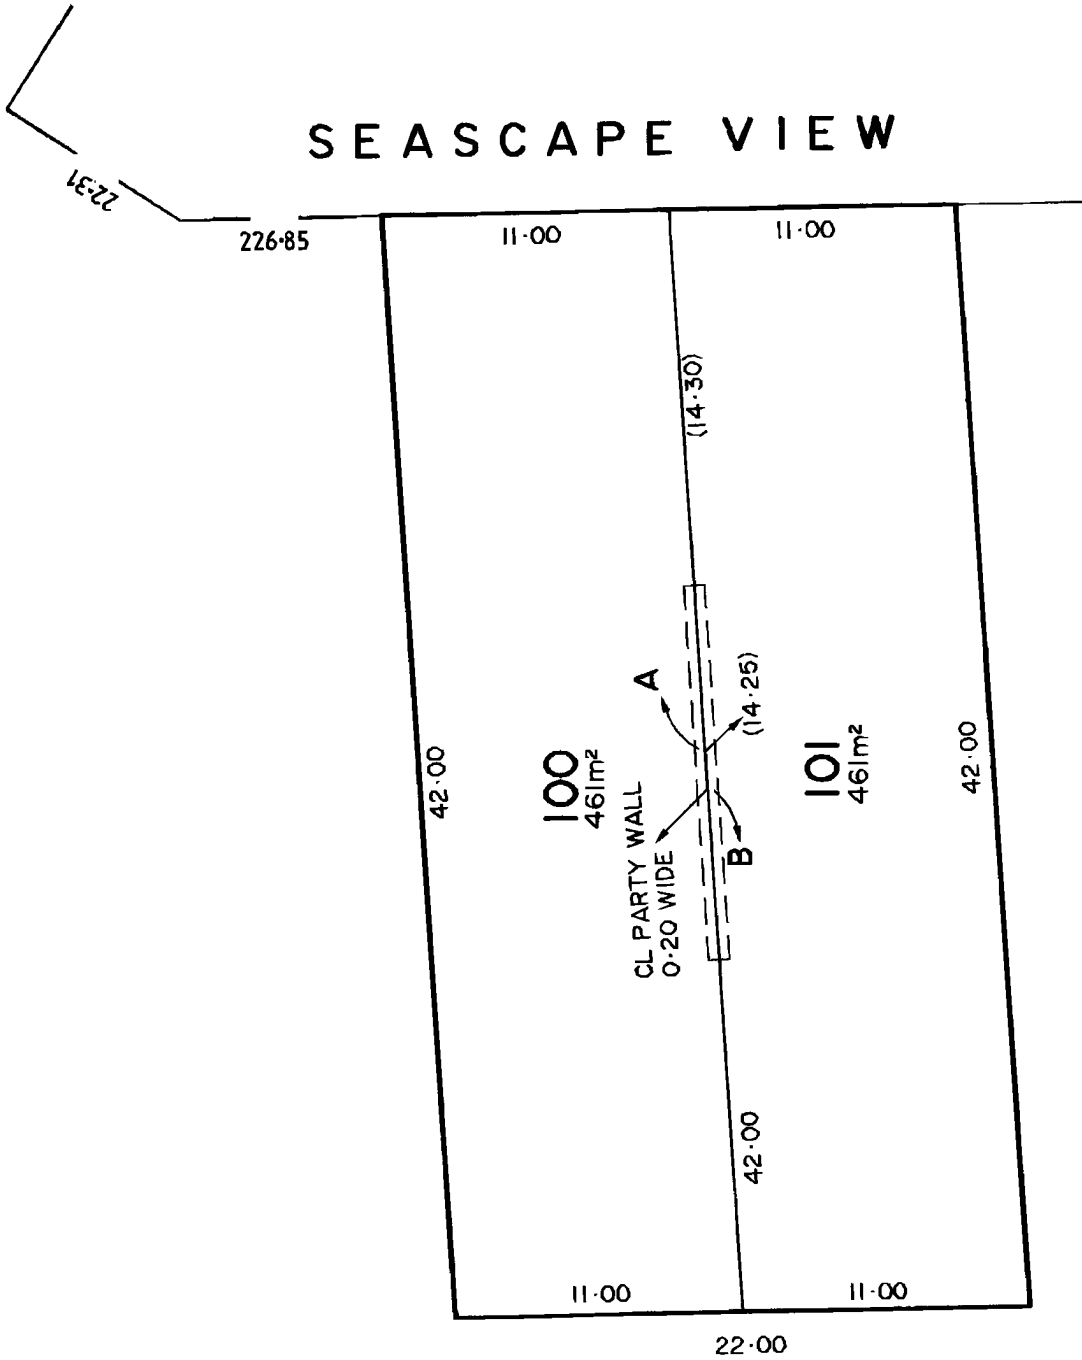 SEASCAPE VIEW
22·31
226·85
11·00
11·00
(14·30)
A
(14·25)
100
461m²
101
461m²
42·00
42·00
CL PARTY WALL
0·20 WIDE
B
42·00
11·00
11·00
22·00